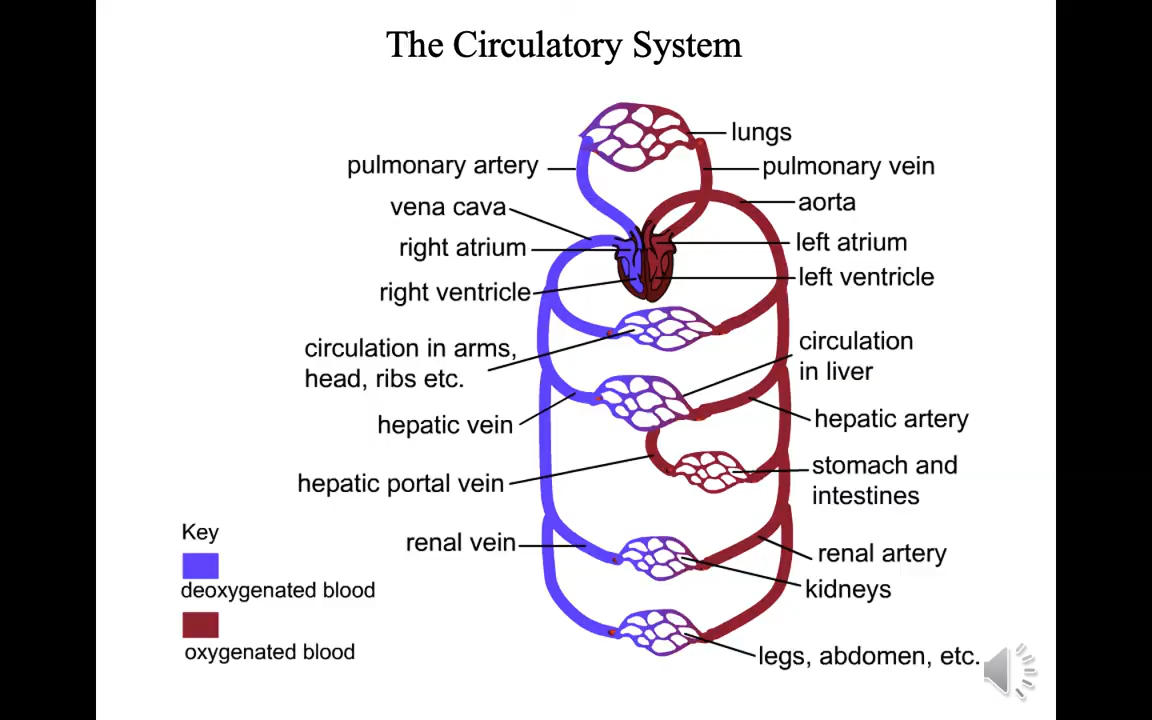 The Circulatory System
lungs
pulmonary artery
pulmonary vein
vena cava
aorta
right atrium
left atrium
right ventricle
left ventricle
circulation in arms,
head, ribs etc.
circulation
in liver
hepatic vein
hepatic artery
hepatic portal vein
stomach and
intestines
Key
renal vein
renal artery
deoxygenated blood
kidneys
oxygenated blood
legs, abdomen, etc.